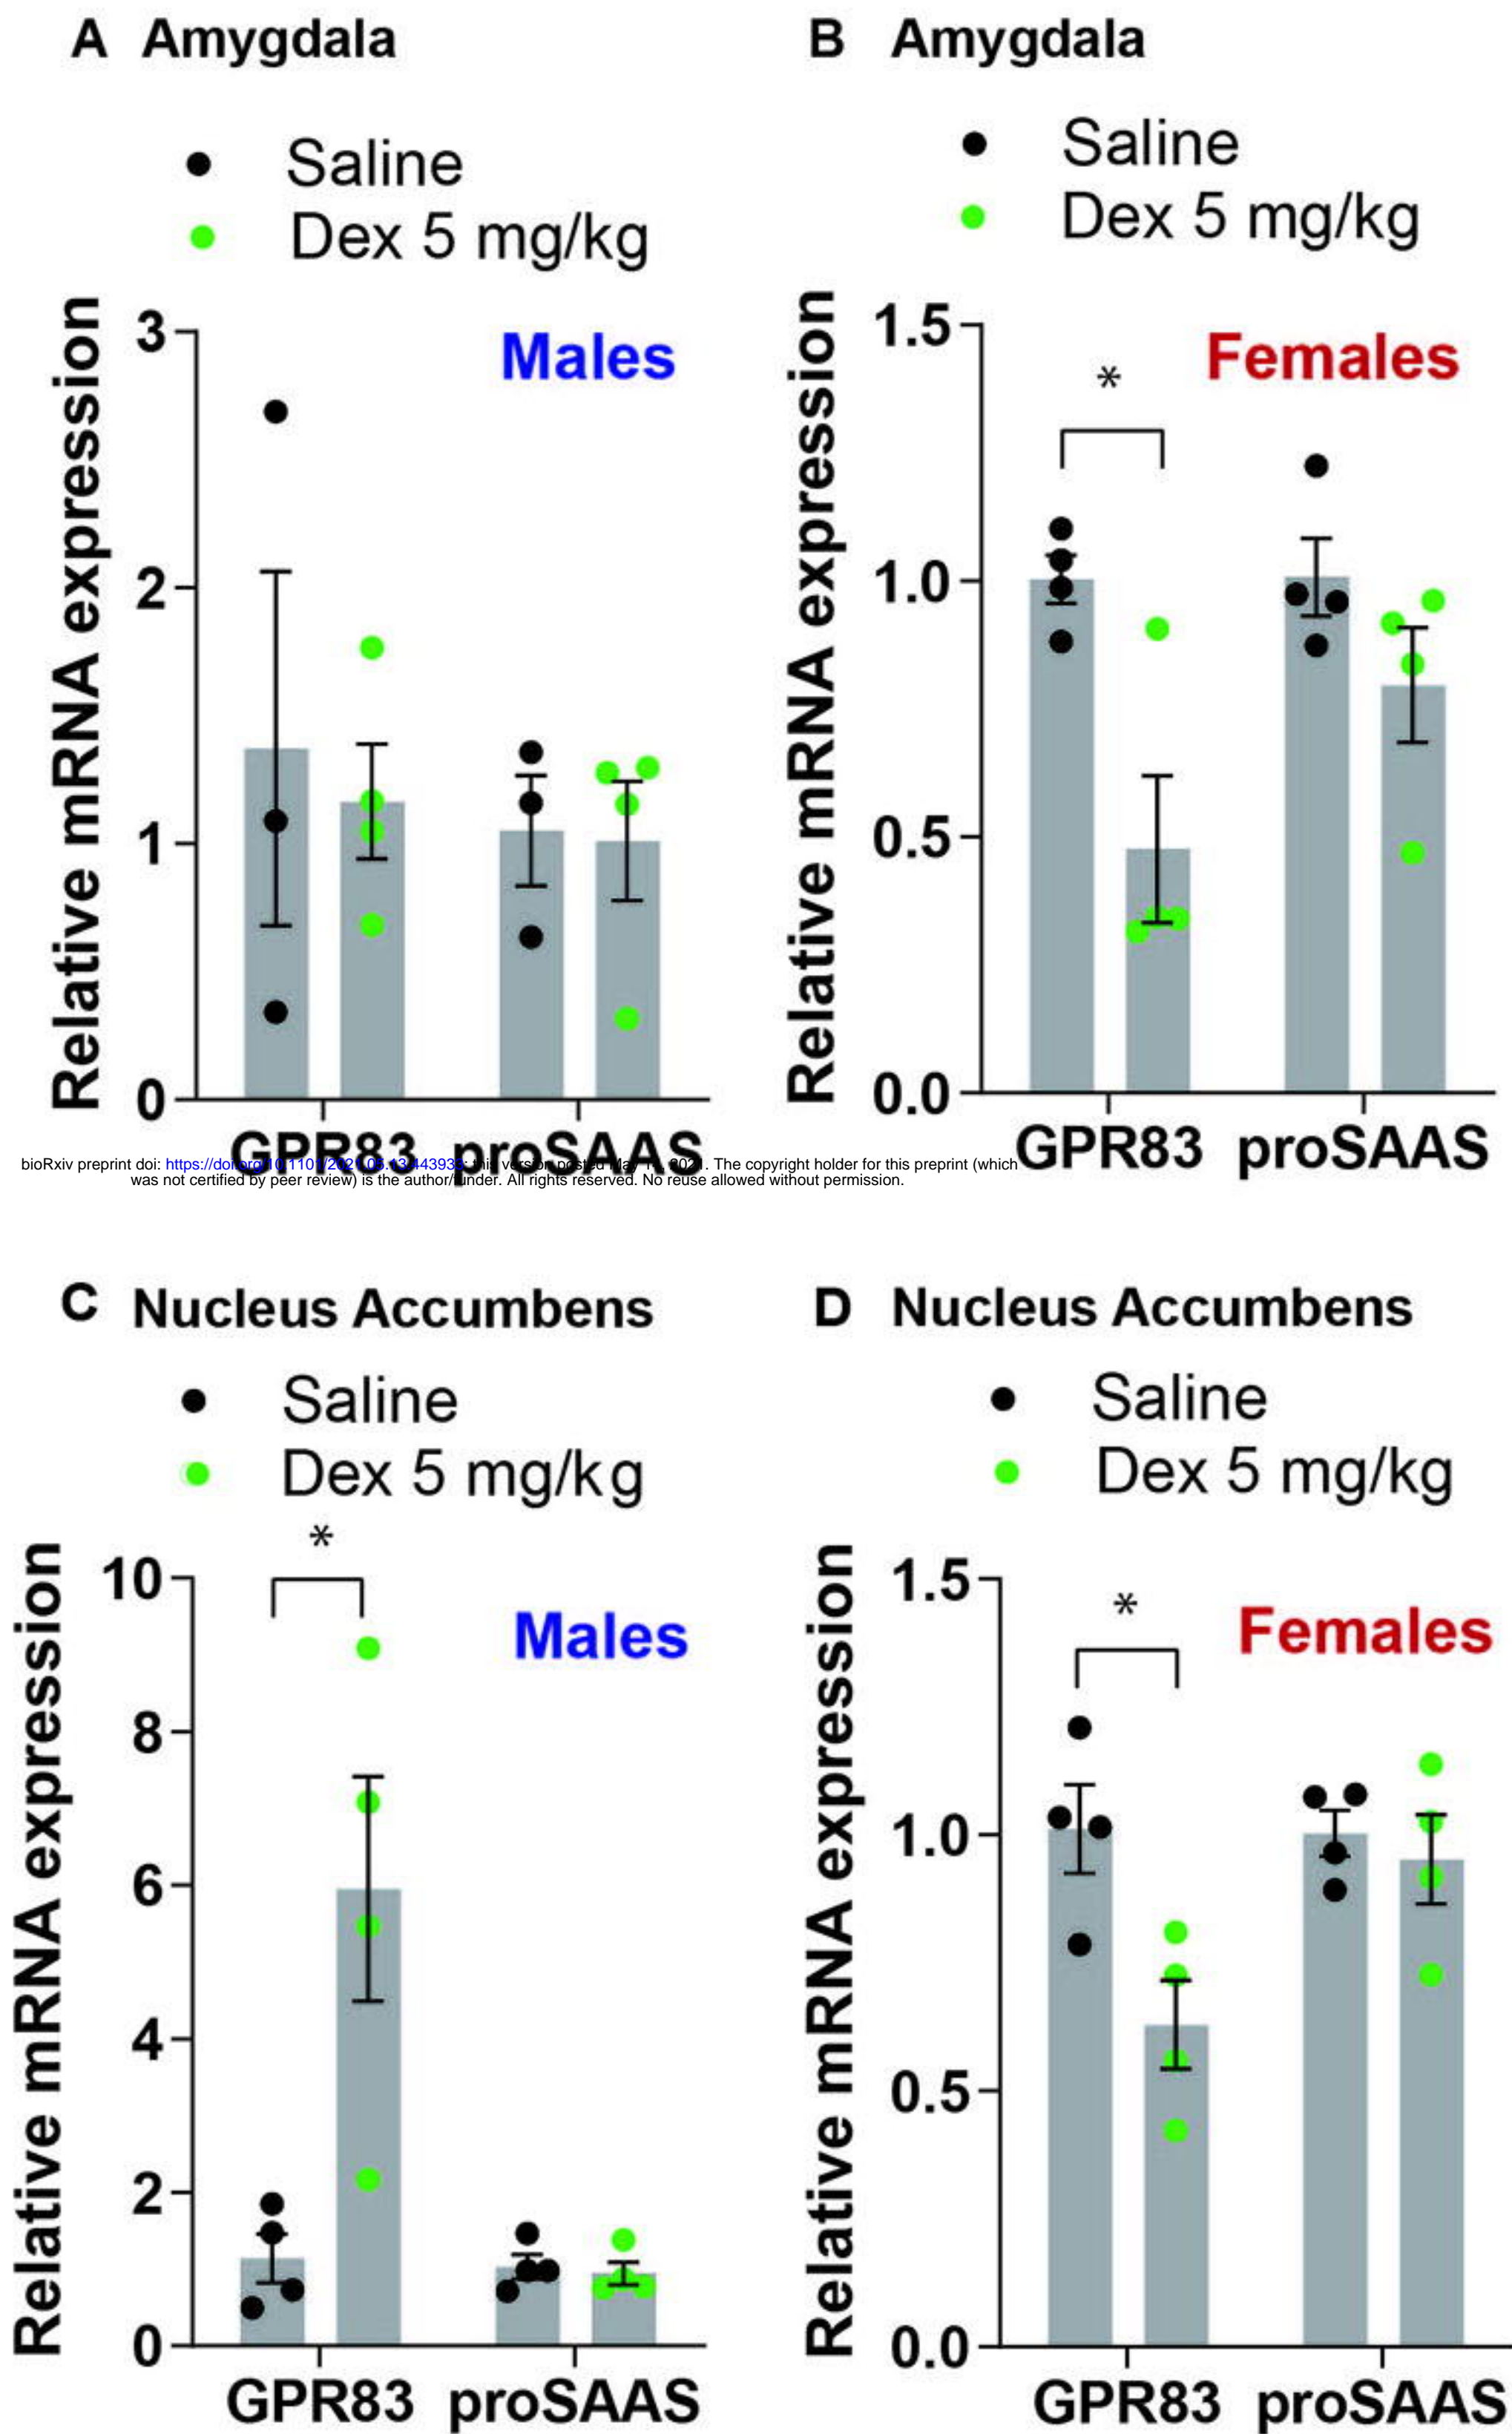 A Amygdala
Saline
Dex 5 mg/kg
Males
Relative mRNA expression
3
2
1
0
GPR83 proSAAS
B Amygdala
Saline
Dex 5 mg/kg
Females
*
Relative mRNA expression
1.5
1.0
0.5
0.0
GPR83 proSAAS
bioRxiv preprint doi: https://doi.org/10.1101/2021.05.13.443933; this version posted May 14, 2021. The copyright holder for this preprint (which
was not certified by peer review) is the author/funder. All rights reserved. No reuse allowed without permission.
C Nucleus Accumbens
Saline
Dex 5 mg/kg
*
Males
Relative mRNA expression
10
8
6
4
2
0
GPR83 proSAAS
D Nucleus Accumbens
Saline
Dex 5 mg/kg
*
Females
Relative mRNA expression
1.5
1.0
0.5
0.0
GPR83 proSAAS